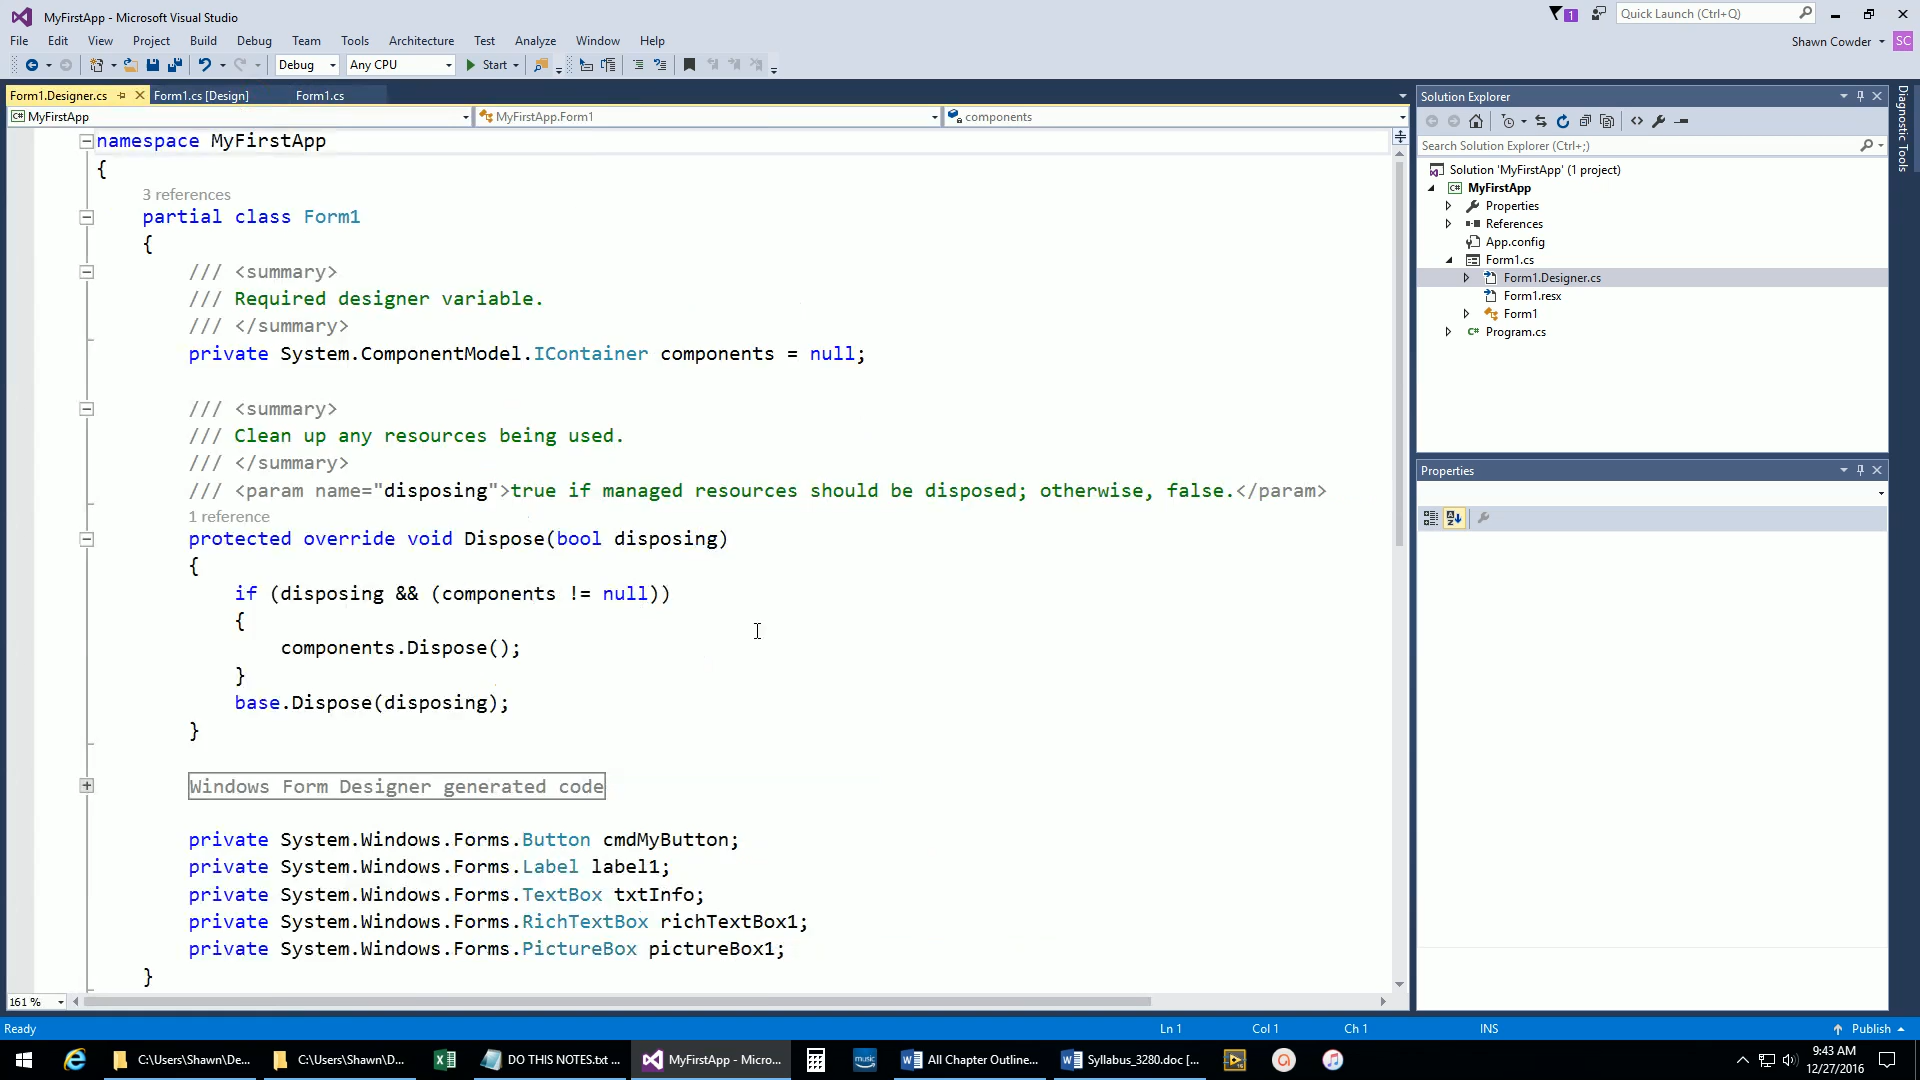 MyFirstApp - Microsoft Visual Studio
1
Quick Launch (Ctrl+Q)
File Edit View Project Build Debug Team Tools Architecture Test Analyze Window Help
Shawn Cowder SC
Debug Any CPU Start
Form1.Designer.cs Form1.cs [Design] Form1.cs
MyFirstApp MyFirstApp.Form1 components
namespace MyFirstApp
{
3 references
partial class Form1
{
/// <summary>
/// Required designer variable.
/// </summary>
private System.ComponentModel.IContainer components = null;
/// <summary>
/// Clean up any resources being used.
/// </summary>
/// <param name="disposing">true if managed resources should be disposed; otherwise, false.</param>
1 reference
protected override void Dispose(bool disposing)
{
if (disposing && (components != null))
{
components.Dispose();
}
base.Dispose(disposing);
}
Windows Form Designer generated code
private System.Windows.Forms.Button cmdMyButton;
private System.Windows.Forms.Label label1;
private System.Windows.Forms.TextBox txtInfo;
private System.Windows.Forms.RichTextBox richTextBox1;
private System.Windows.Forms.PictureBox pictureBox1;
}
161 %
Solution Explorer
Search Solution Explorer (Ctrl+;)
Solution 'MyFirstApp' (1 project)
C# MyFirstApp
Properties
References
App.config
Form1.cs
Form1.Designer.cs
Form1.resx
Form1
C# Program.cs
Properties
Diagnostic Tools
Ready Ln 1 Col 1 Ch 1 INS Publish
C:\Users\Shawn\De... C:\Users\Shawn\D... DO THIS NOTES.txt ... MyFirstApp - Micro... music All Chapter Outline... Syllabus_3280.doc [...
9:43 AM
12/27/2016